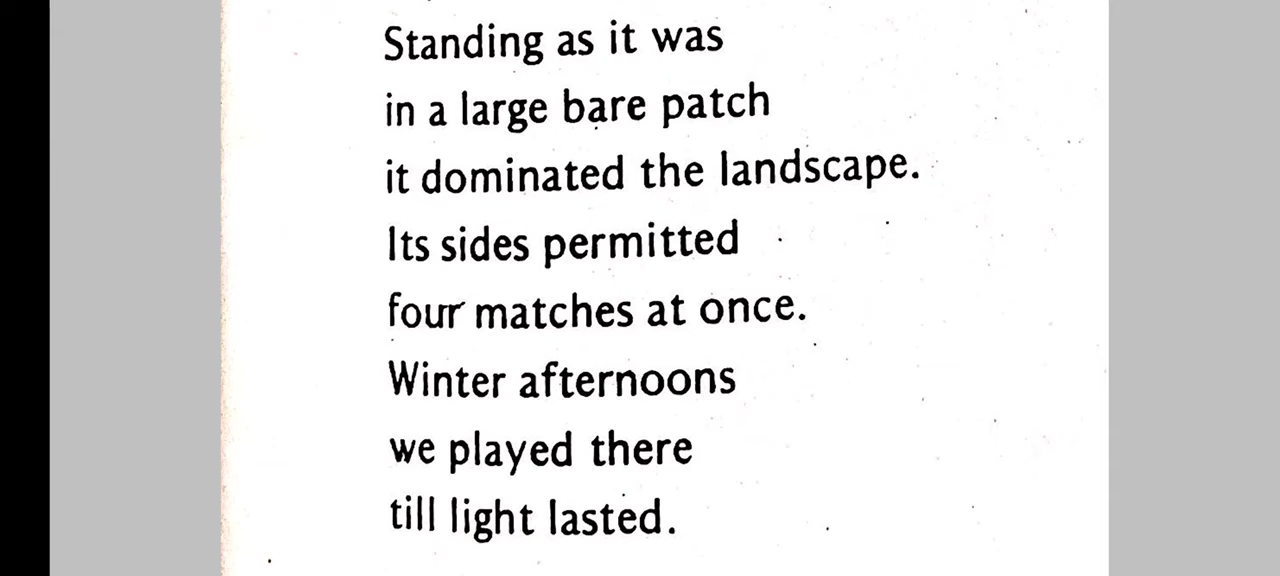 Standing as it was
in a large bare patch
it dominated the landscape.
Its sides permitted
four matches at once.
Winter afternoons
we played there
till light lasted.